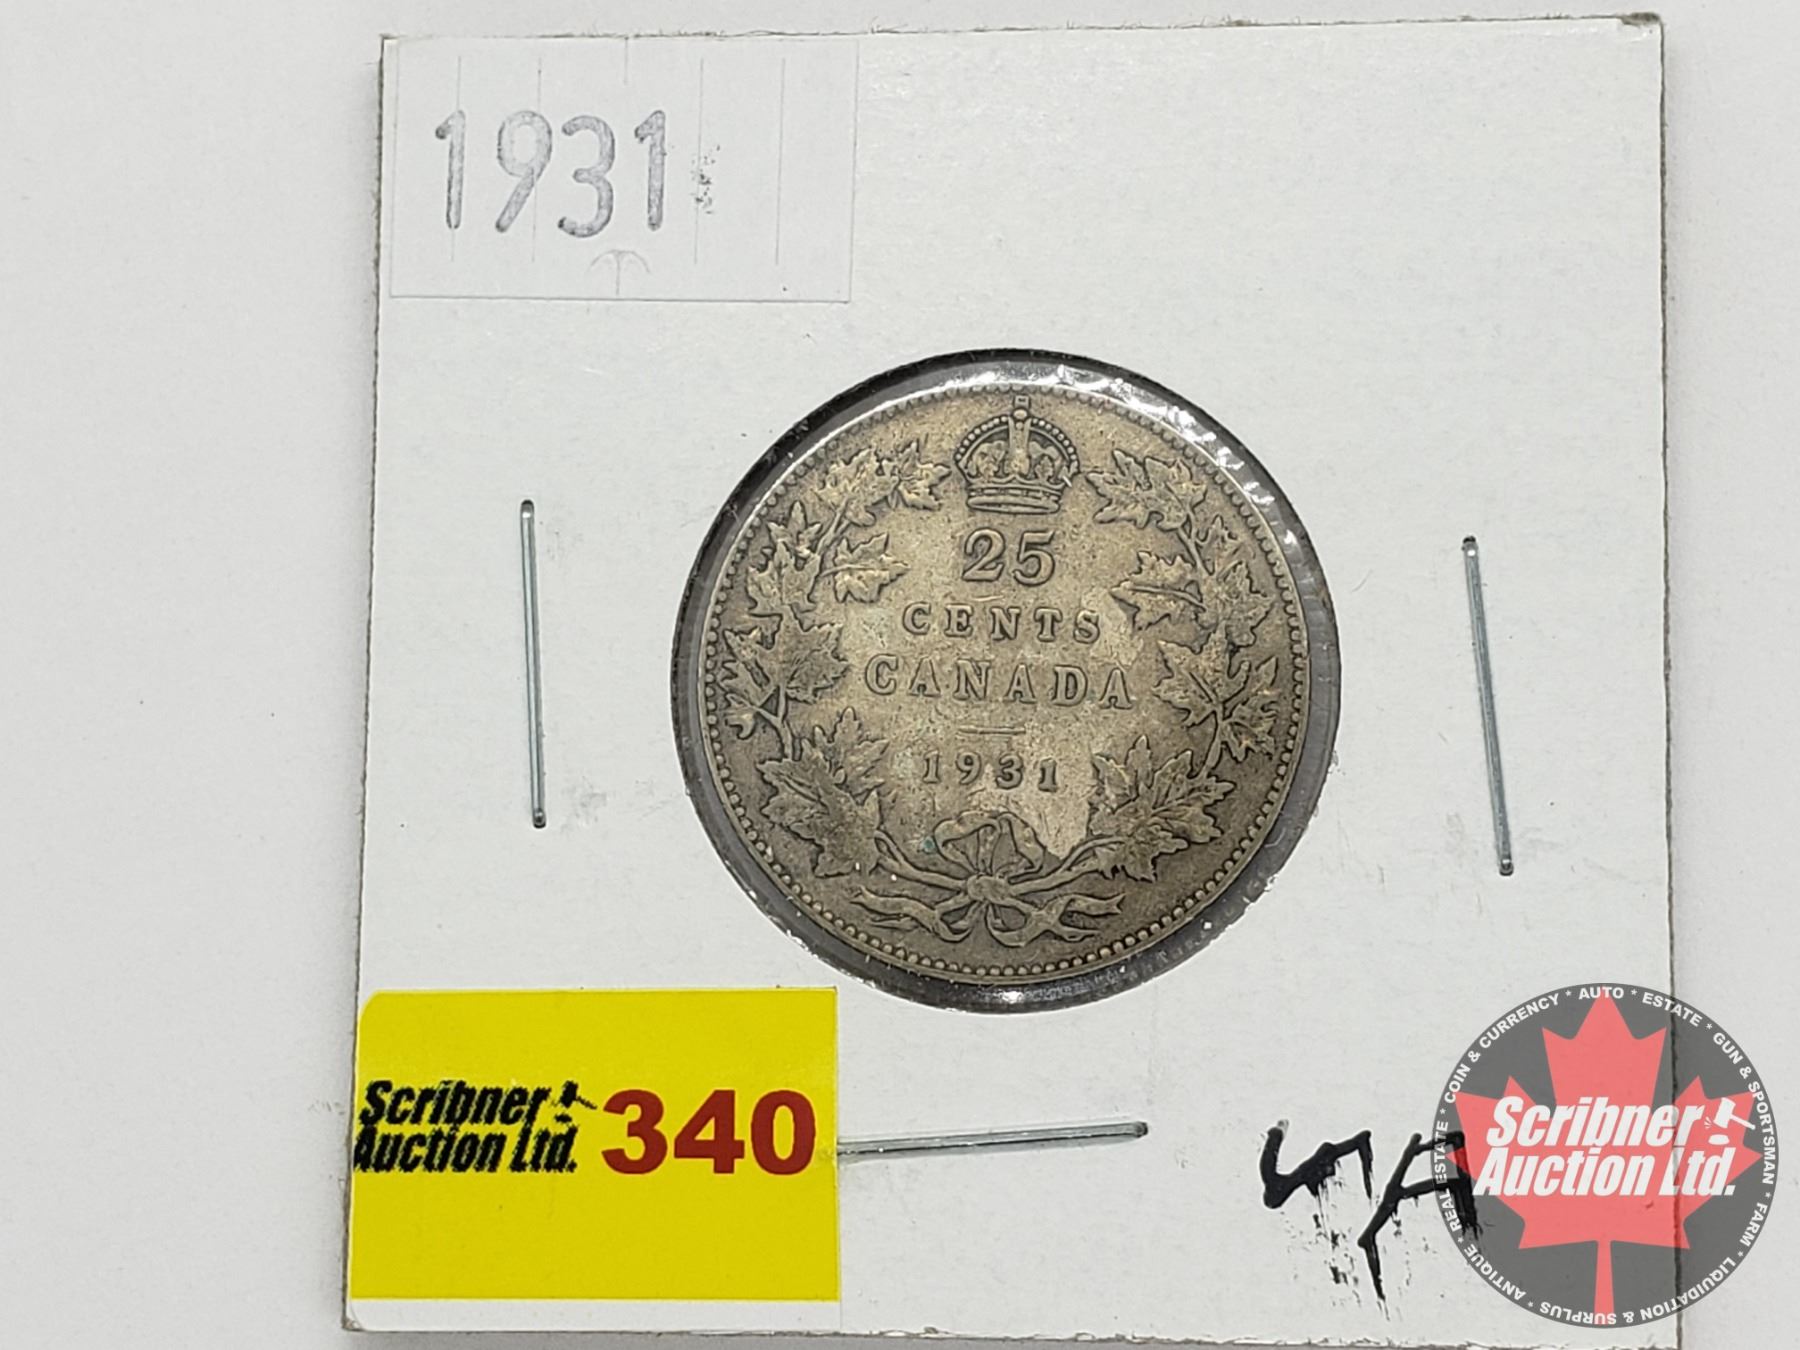 1931
25
CENTS
CANADA
1931
Scribner
Auction Ltd.
340
COIN & CURRENCY * AUTO * ESTATE * GUN & SPORTSMAN * FARM * LIQUIDATION & SURPLUS * ANTIQUE * REAL ESTATE *
Scribner
Auction Ltd.